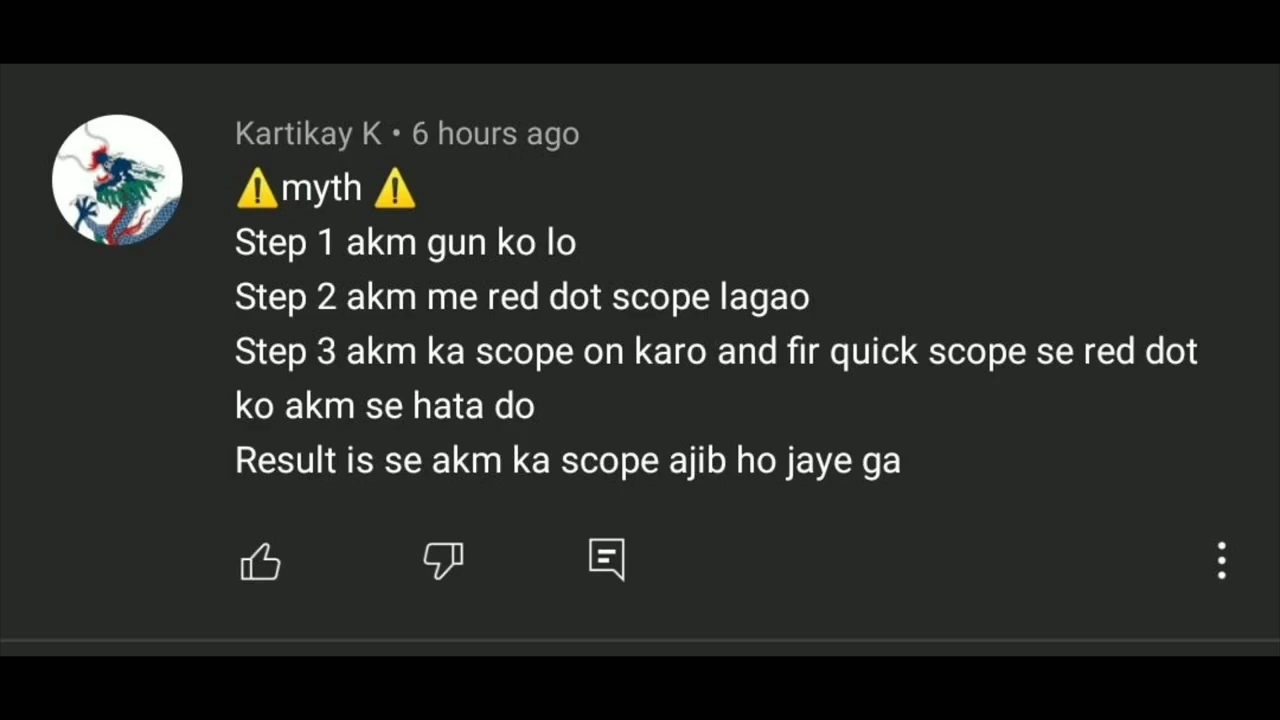 Kartikay K • 6 hours ago
⚠️myth ⚠️
Step 1 akm gun ko lo
Step 2 akm me red dot scope lagao
Step 3 akm ka scope on karo and fir quick scope se red dot
ko akm se hata do
Result is se akm ka scope ajib ho jaye ga